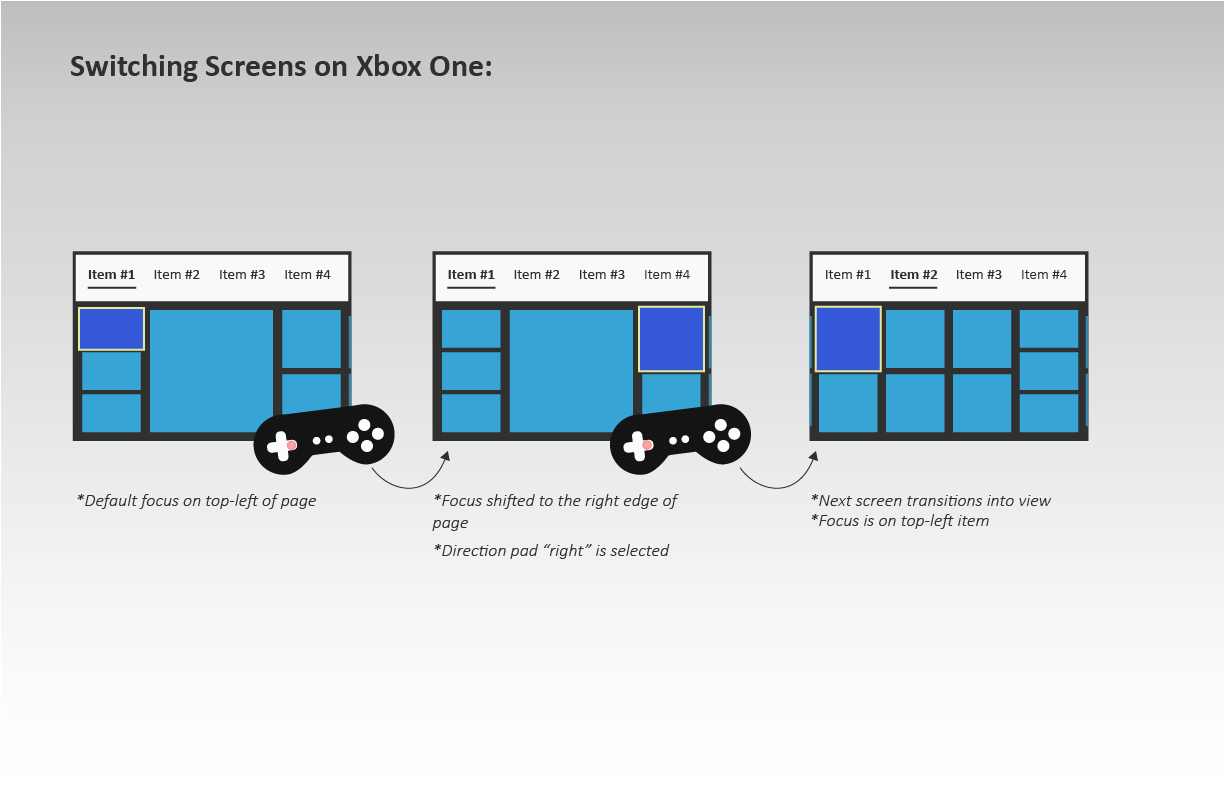 Switching Screens on Xbox One:
Item #1 Item #2 Item #3 Item #4
Item #1 Item #2 Item #3 Item #4
Item #1 Item #2 Item #3 Item #4
*Default focus on top-left of page
*Focus shifted to the right edge of
page
*Direction pad “right” is selected
*Next screen transitions into view
*Focus is on top-left item